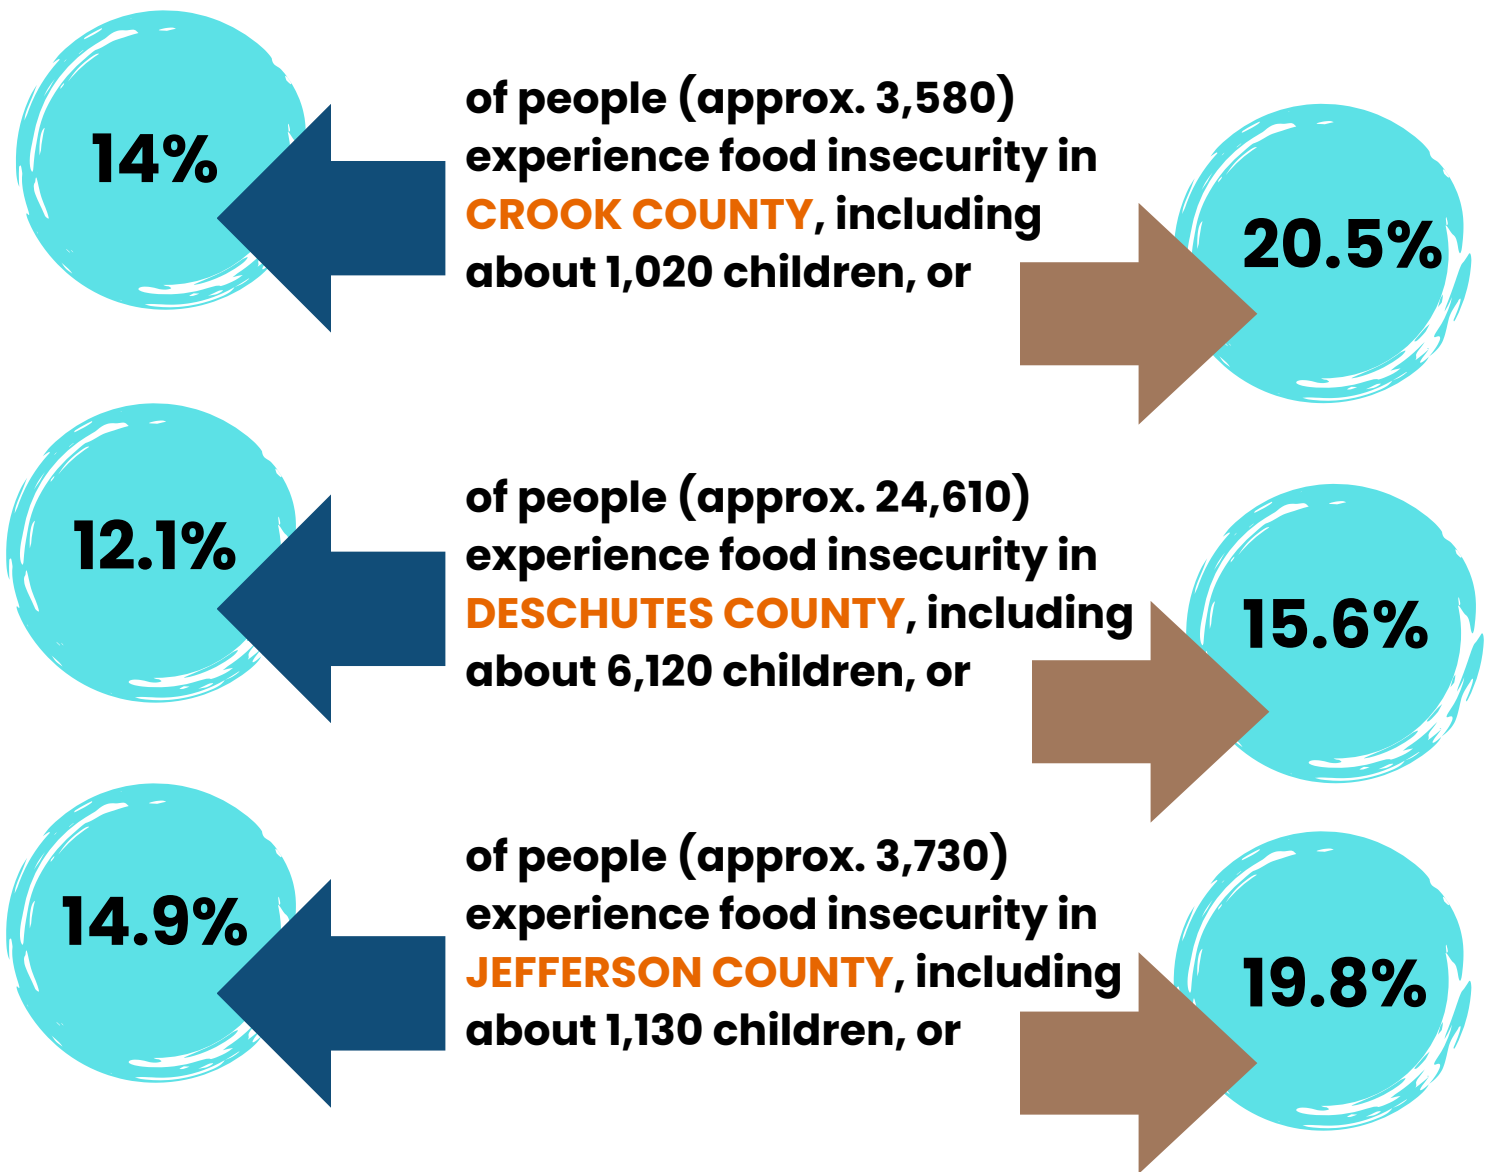 14%
of people (approx. 3,580)
experience food insecurity in
CROOK COUNTY, including
about 1,020 children, or
20.5%
12.1%
of people (approx. 24,610)
experience food insecurity in
DESCHUTES COUNTY, including
about 6,120 children, or
15.6%
14.9%
of people (approx. 3,730)
experience food insecurity in
JEFFERSON COUNTY, including
about 1,130 children, or
19.8%